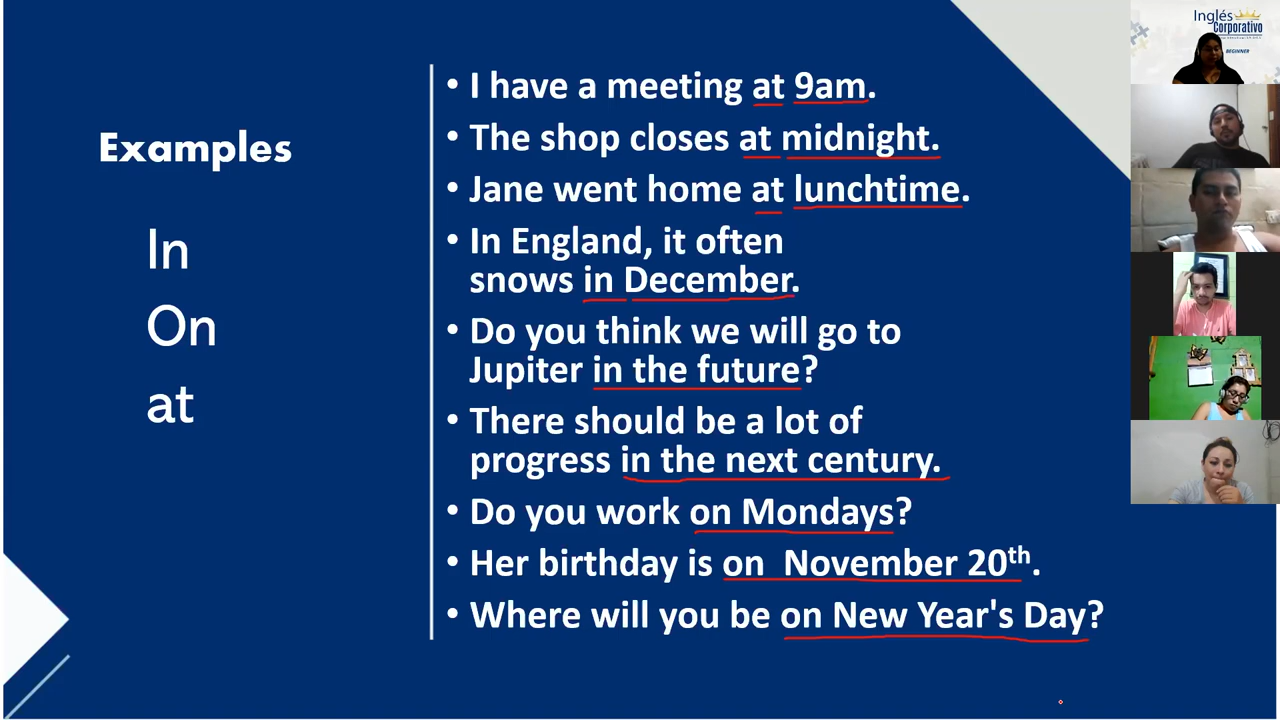 Examples
In
On
at
• I have a meeting at 9am.
• The shop closes at midnight.
• Jane went home at lunchtime.
• In England, it often
snows in December.
• Do you think we will go to
Jupiter in the future?
• There should be a lot of
progress in the next century.
• Do you work on Mondays?
• Her birthday is on November 20th.
• Where will you be on New Year's Day?
Inglés
Corporativo
BEGINNER